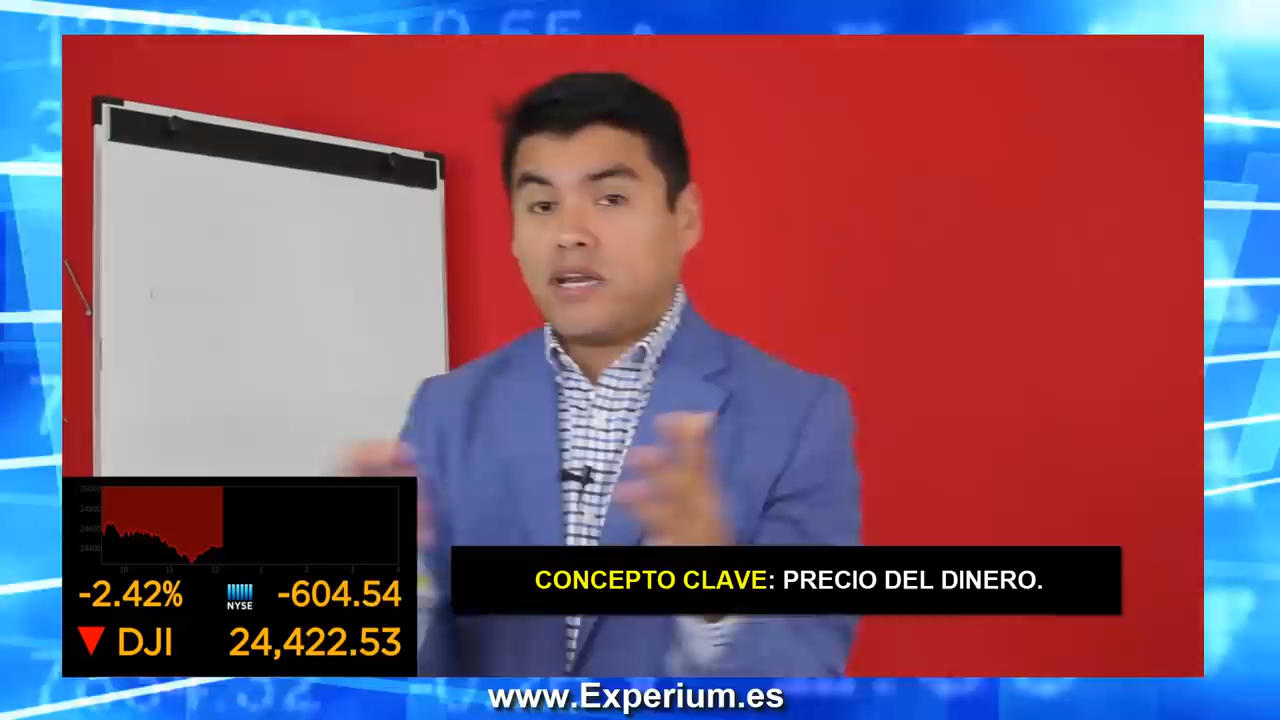 CONCEPTO CLAVE: PRECIO DEL DINERO.
-2.42% NYSE -604.54
DJI 24,422.53
www.Experium.es